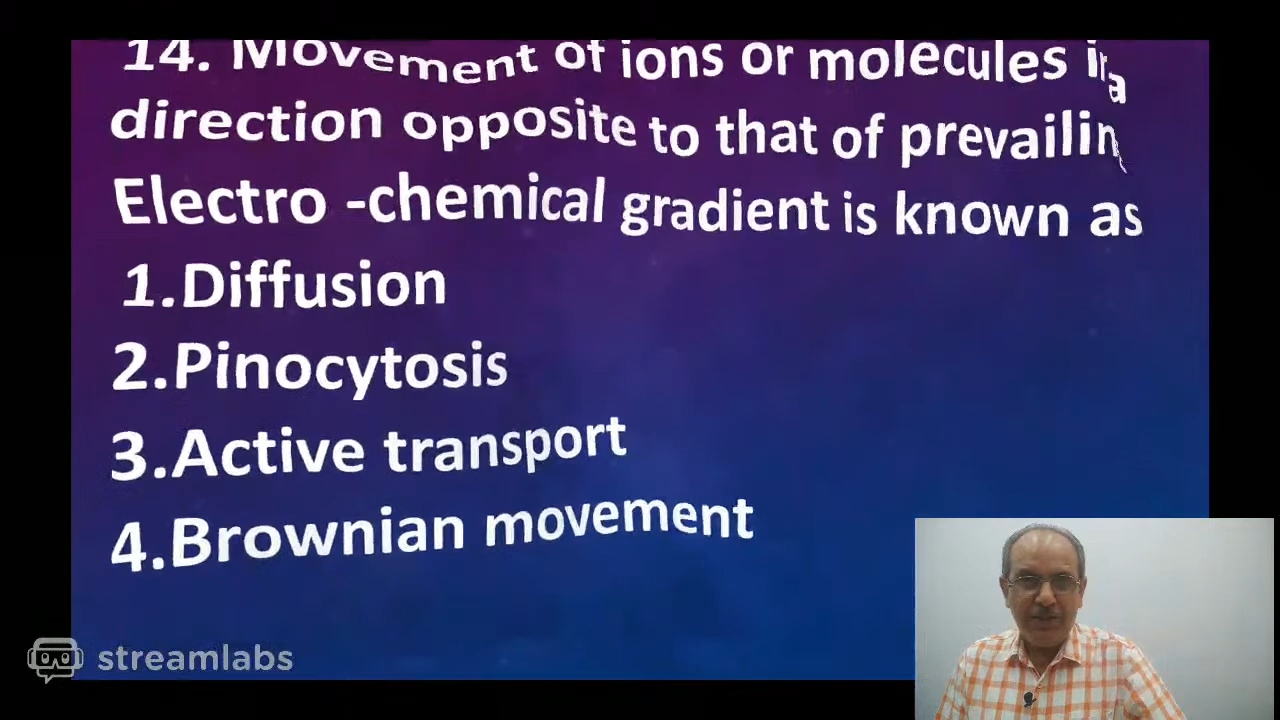 14. Movement of ions or molecules in a
direction opposite to that of prevailing
Electro -chemical gradient is known as
1.Diffusion
2.Pinocytosis
3.Active transport
4.Brownian movement
streamlabs